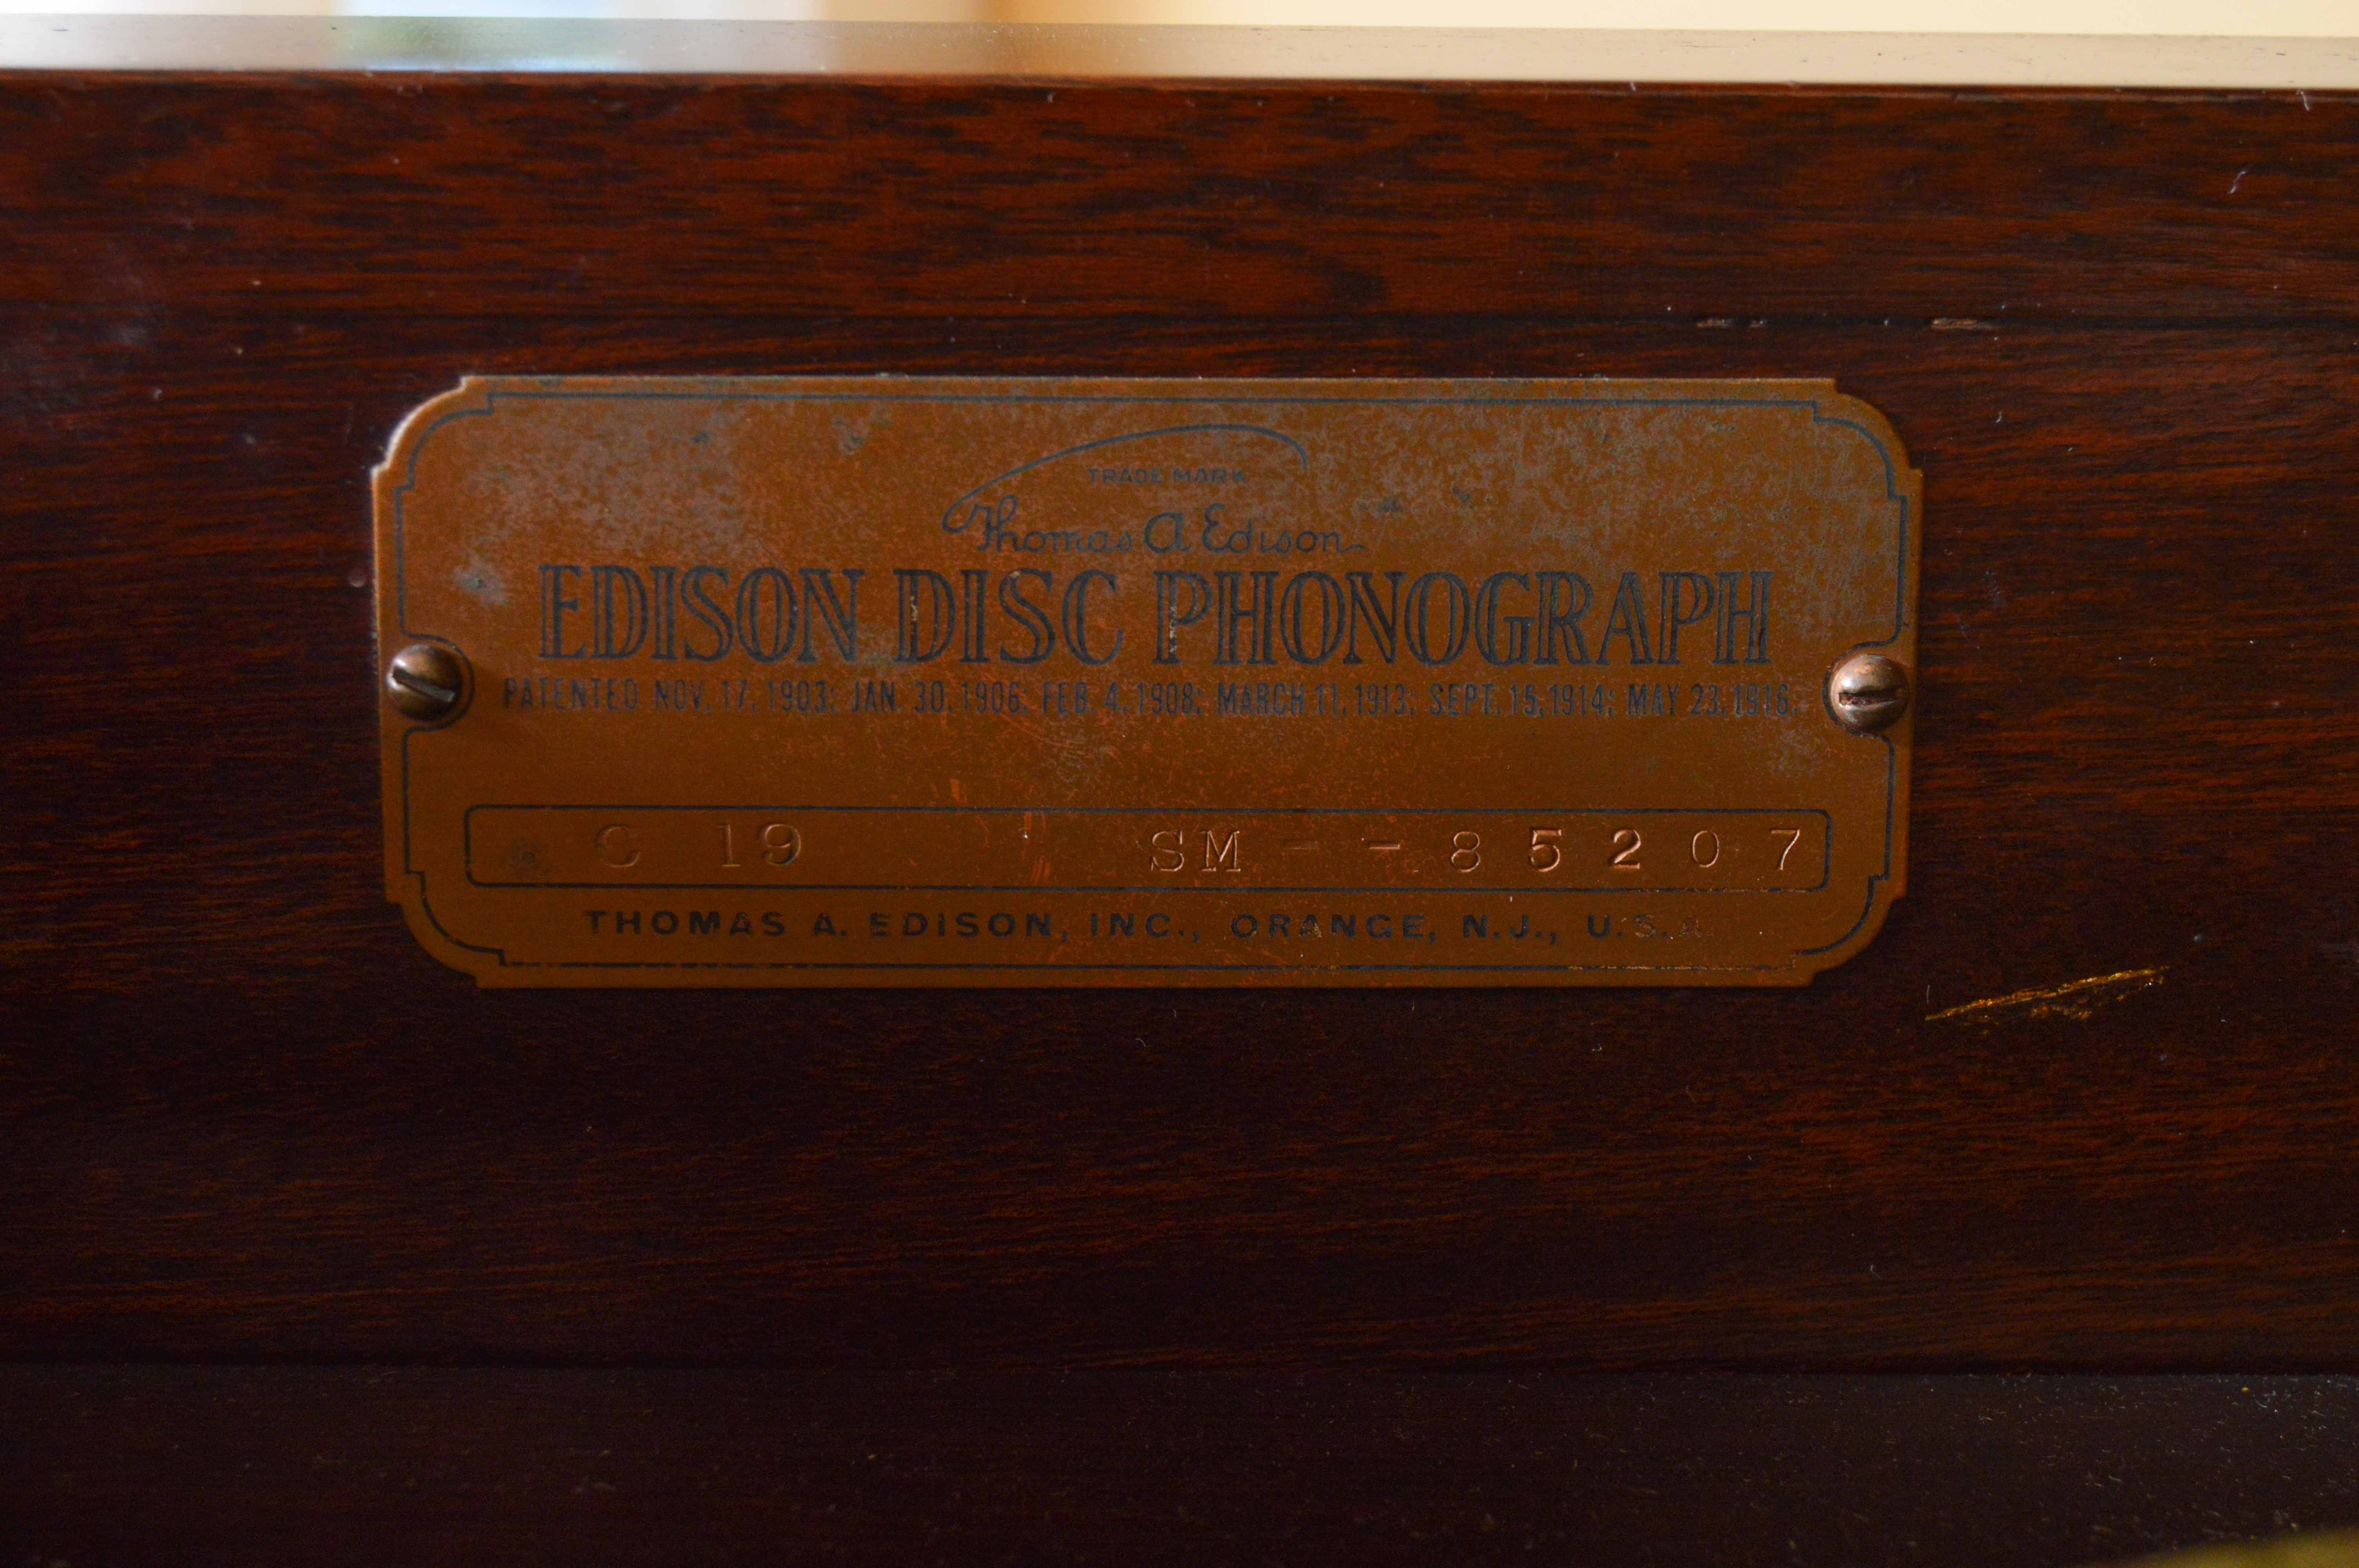 TRADE MARK
Thomas A Edison
EDISON DISC PHONOGRAPH
PATENTED NOV. 17, 1903; JAN. 30, 1906; FEB. 4, 1908; MARCH 11, 1913; SEPT. 15, 1914; MAY 23, 1916.
C 19 SM - - 85207
THOMAS A. EDISON, INC., ORANGE, N.J., U.S.A.